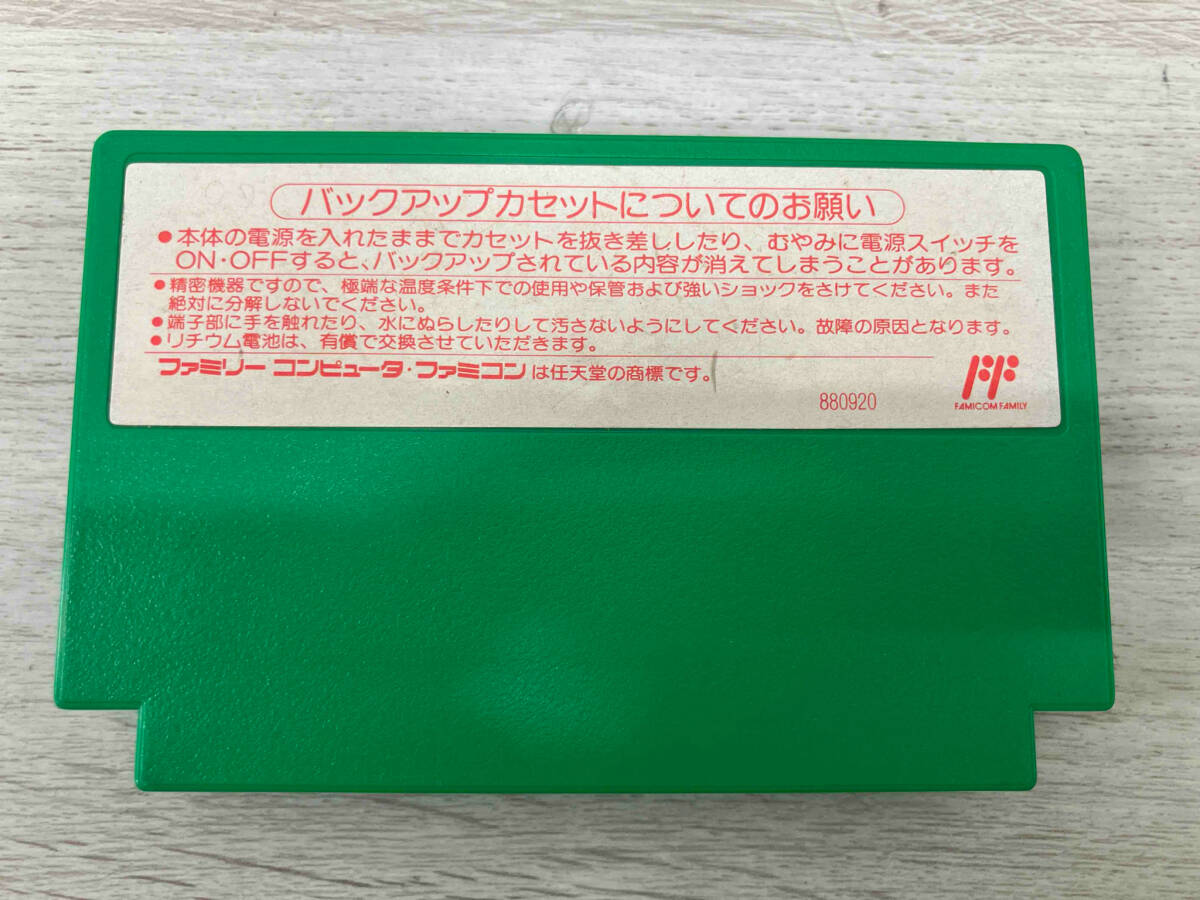 バックアップカセットについてのお願い
●本体の電源を入れたままでカセットを抜き差ししたり、むやみに電源スイッチを
ON・OFFすると、バックアップされている内容が消えてしまうことがあります。
●精密機器ですので、極端な温度条件下での使用や保管および強いショックをさけてください。また
絶対に分解しないでください。
●端子部に手を触れたり、水にぬらしたりして汚さないようにしてください。故障の原因となります。
●リチウム電池は、有償で交換させていただきます。
ファミリー コンピュータ・ファミコンは任天堂の商標です。
880920
FAMICOM FAMILY